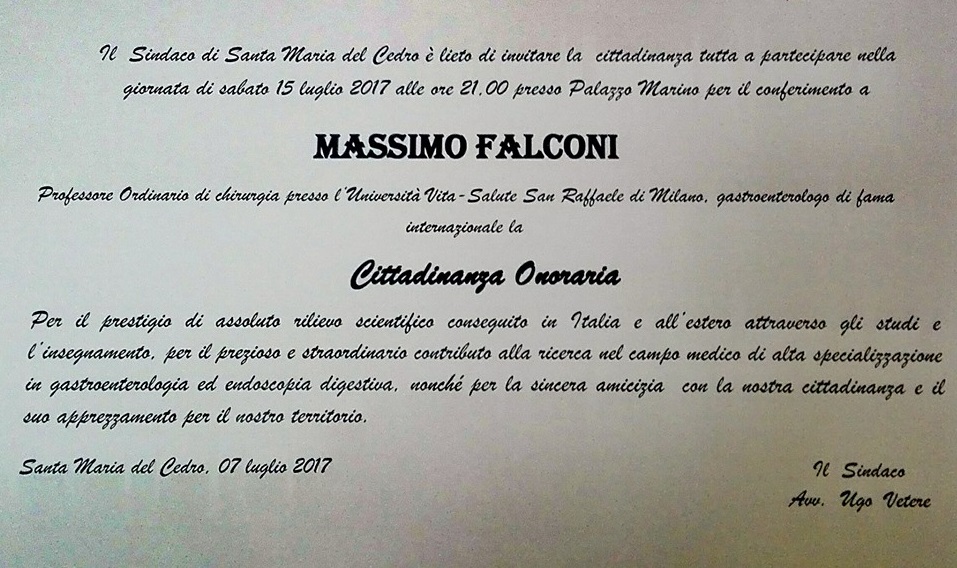 Il Sindaco di Santa Maria del Cedro è lieto di invitare la cittadinanza tutta a partecipare nella
giornata di sabato 15 luglio 2017 alle ore 21,00 presso Palazzo Marino per il conferimento a
MASSIMO FALCONI
Professore Ordinario di chirurgia presso l'Università Vita-Salute San Raffaele di Milano, gastroenterologo di fama
internazionale la
Cittadinanza Onoraria
Per il prestigio di assoluto rilievo scientifico conseguito in Italia e all'estero attraverso gli studi e
l'insegnamento, per il prezioso e straordinario contributo alla ricerca nel campo medico di alta specializzazione
in gastroenterologia ed endoscopia digestiva, nonché per la sincera amicizia con la nostra cittadinanza e il
suo apprezzamento per il nostro territorio.
Santa Maria del Cedro, 07 luglio 2017
Il Sindaco
Avv. Ugo Vetere